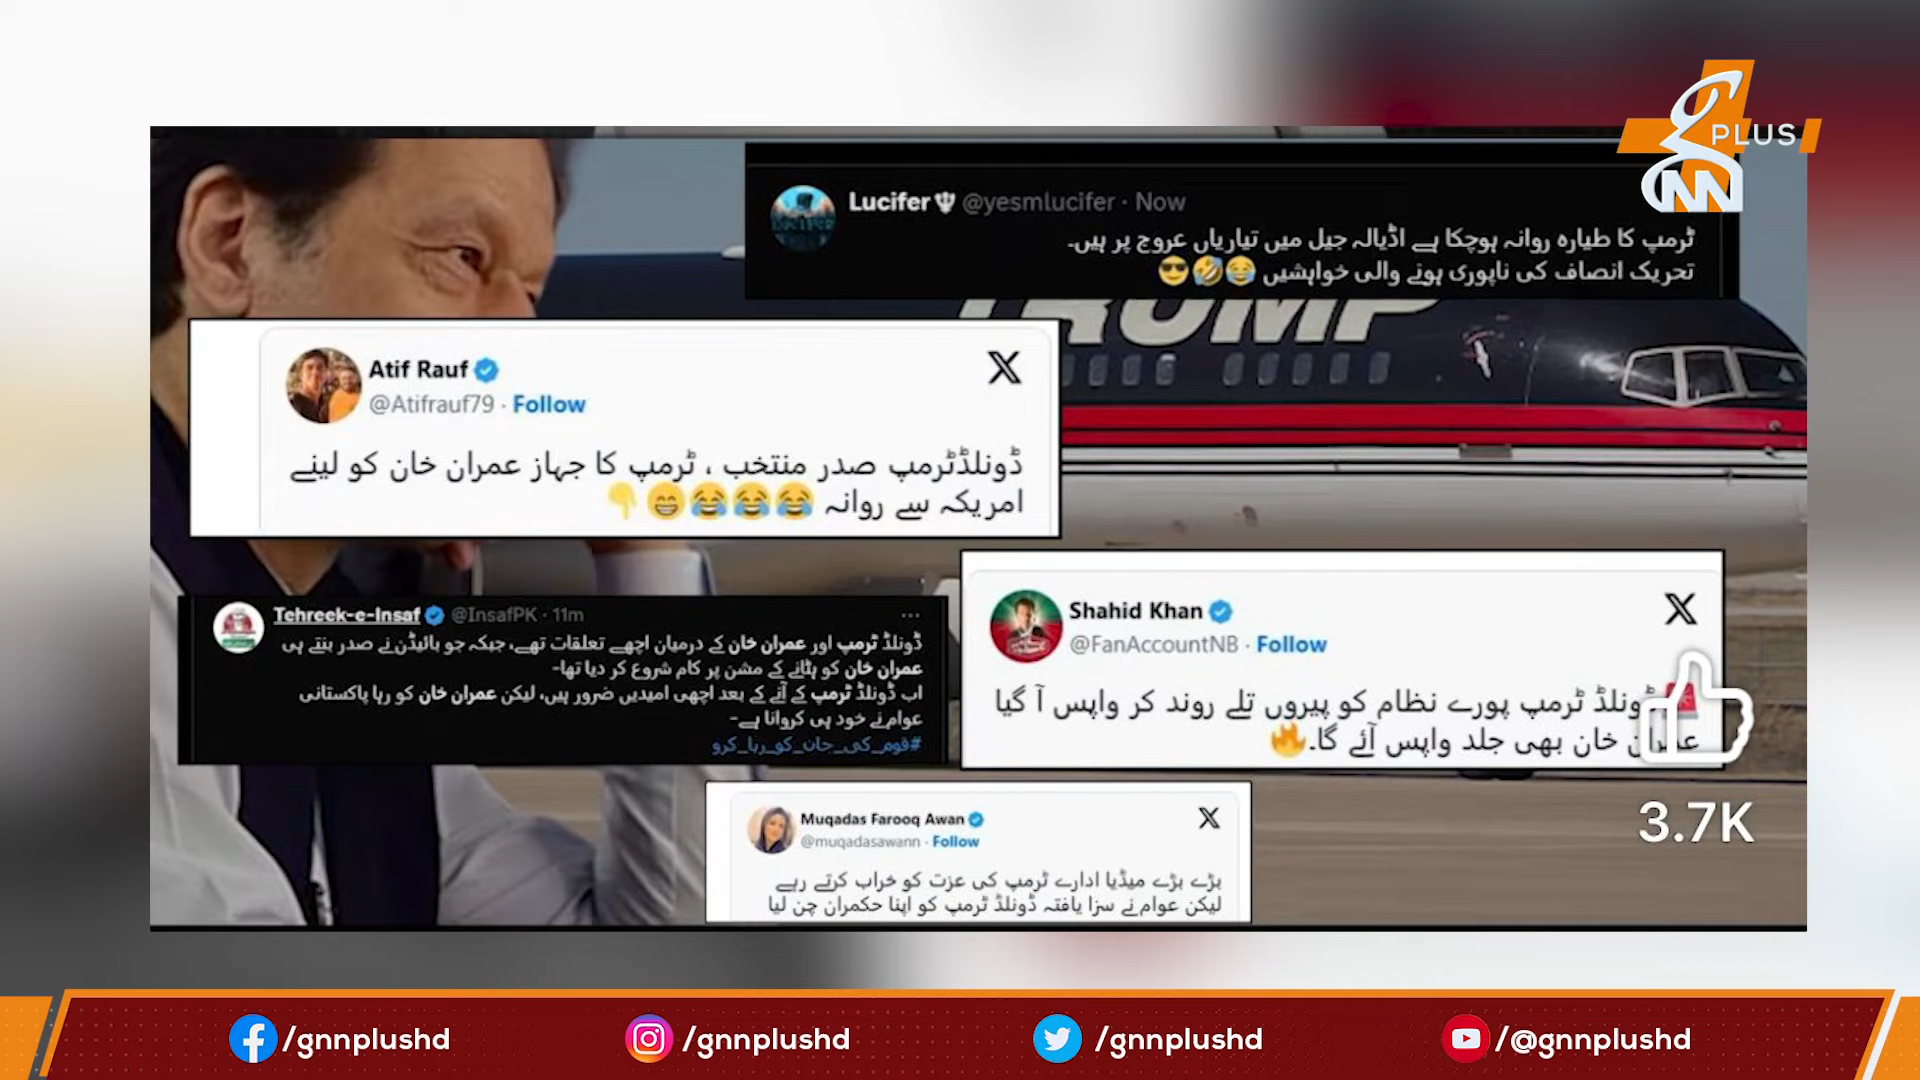 GNN PLUS
Lucifer @yesmlucifer · Now
ٹرمپ کا طیارہ روانہ ہوچکا ہے اڈیالہ جیل میں تیاریاں عروج پر ہیں۔
تحریک انصاف کی ناپوری ہونے والی خواہشیں 😂🤣😎
TRUMP
Atif Rauf
@Atifrauf79 · Follow
ڈونلڈٹرمپ صدر منتخب ، ٹرمپ کا جہاز عمران خان کو لینے
امریکہ سے روانہ 😂😂😂😁👇
Tehreek-e-Insaf @InsafPK · 11m
ڈونلڈ ٹرمپ اور عمران خان کے درمیان اچھے تعلقات تھے، جبکہ جو بائیڈن نے صدر بنتے ہی
عمران خان کو ہٹانے کے مشن پر کام شروع کر دیا تھا-
اب ڈونلڈ ٹرمپ کے آنے کے بعد اچھی امیدیں ضرور ہیں، لیکن عمران خان کو رہا پاکستانی
عوام نے خود ہی کروانا ہے-
#قوم_کی_جان_کو_رہا_کرو
Shahid Khan
@FanAccountNB · Follow
ڈونلڈ ٹرمپ پورے نظام کو پیروں تلے روند کر واپس آ گیا
عمران خان بھی جلد واپس آئے گا۔🔥
3.7K
Muqadas Farooq Awan
@muqadasawann · Follow
بڑے بڑے میڈیا ادارے ٹرمپ کی عزت کو خراب کرتے رہے
لیکن عوام نے سزا یافتہ ڈونلڈ ٹرمپ کو اپنا حکمران چن لیا
/gnnplushd /gnnplushd /gnnplushd /@gnnplushd